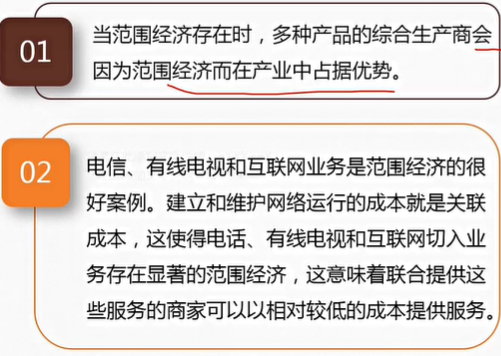 01
当范围经济存在时，多种产品的综合生产商会
因为范围经济而在产业中占据优势。
02
电信、有线电视和互联网业务是范围经济的很
好案例。建立和维护网络运行的成本就是关联
成本，这使得电话、有线电视和互联网切入业
务存在显著的范围经济，这意味着联合提供这
些服务的商家可以以相对较低的成本提供服务。